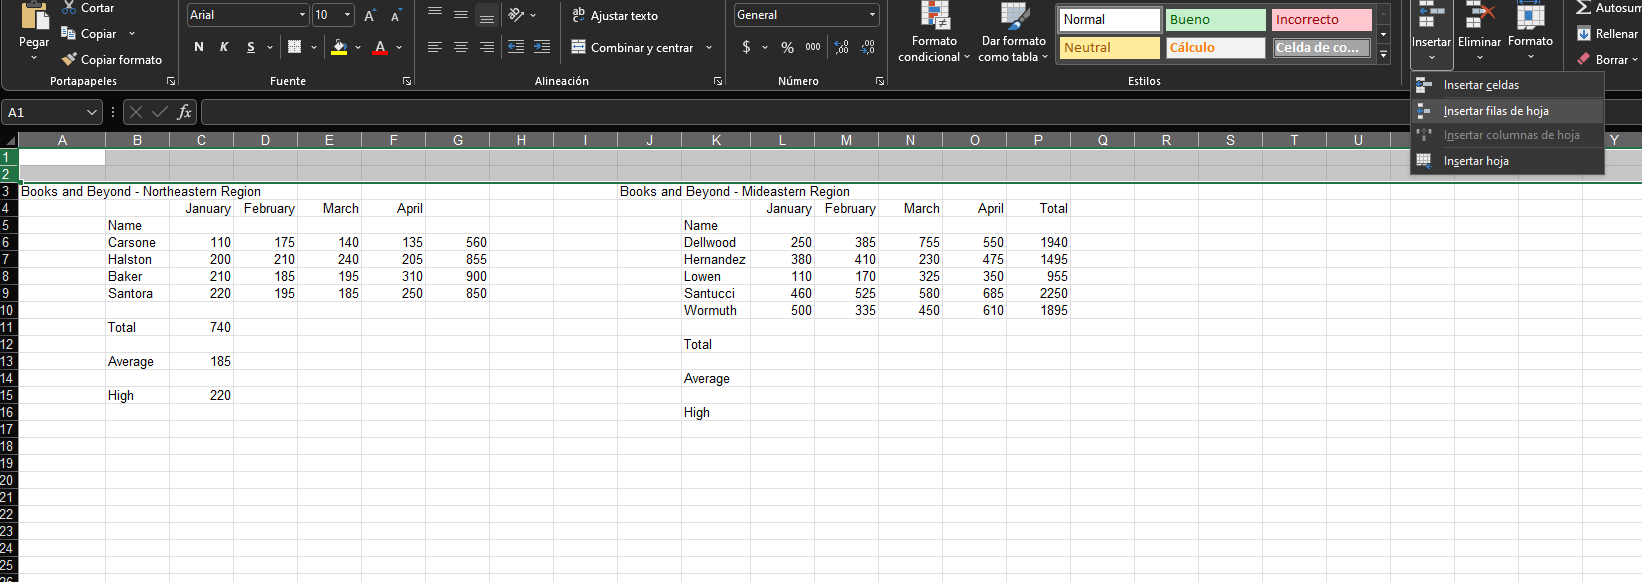 Cortar
Copiar
Copiar formato
Pegar
Portapapeles
Arial
10
A A
N K S
A
Fuente
ab Ajustar texto
Combinar y centrar
Alineación
General
$ % 000
Número
Formato condicional
Dar formato como tabla
Normal Bueno Incorrecto
Neutral Cálculo Celda de co...
Estilos
Insertar Eliminar Formato
Autosum
Rellenar
Borrar
Insertar celdas
Insertar filas de hoja
Insertar columnas de hoja
Insertar hoja
A1 fx
A B C D E F G H I J K L M N O P Q R S T U Y
1
2
3 Books and Beyond - Northeastern Region Books and Beyond - Mideastern Region
4 January February March April January February March April Total
5 Name Name
6 Carsone 110 175 140 135 560 Dellwood 250 385 755 550 1940
7 Halston 200 210 240 205 855 Hernandez 380 410 230 475 1495
8 Baker 210 185 195 310 900 Lowen 110 170 325 350 955
9 Santora 220 195 185 250 850 Santucci 460 525 580 685 2250
10 Wormuth 500 335 450 610 1895
11 Total 740
12 Total
13 Average 185
14 Average
15 High 220
16 High
17
18
19
20
21
22
23
24
25